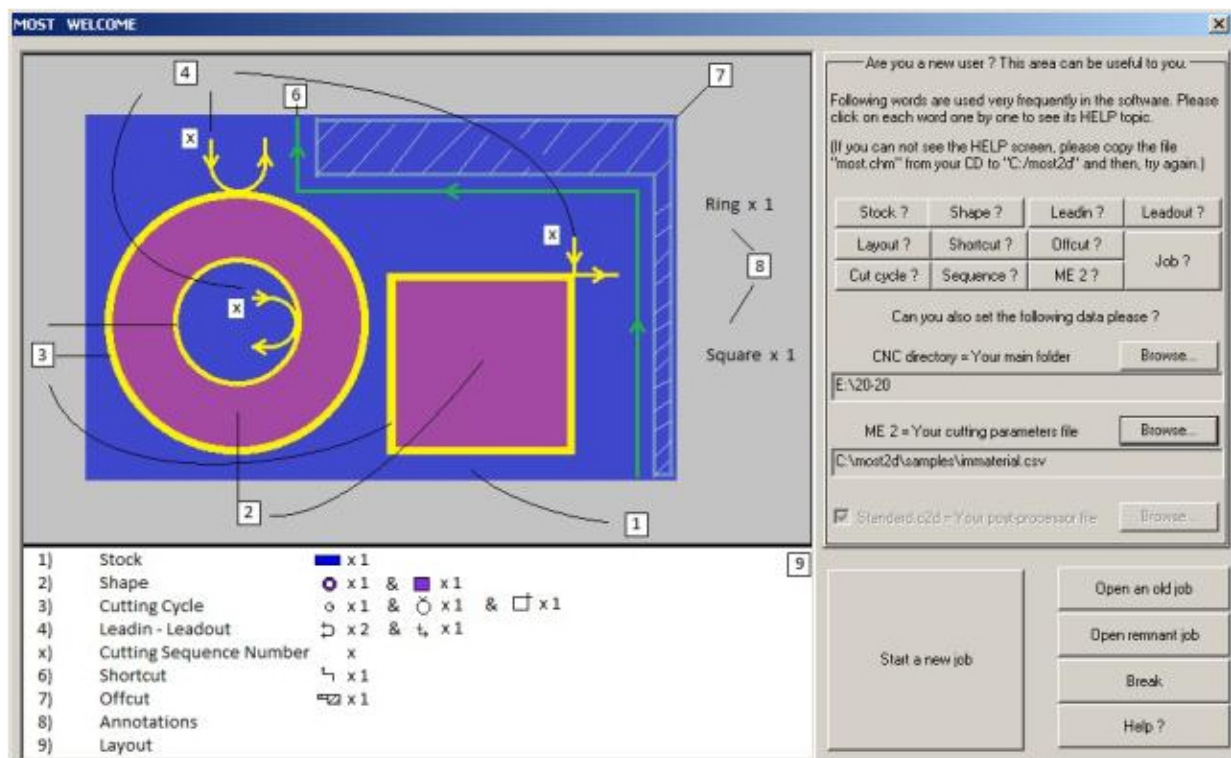 MOST WELCOME
4
6
7
x
x
x
Ring x 1
8
Square x 1
3
2
1
9
1) Stock x 1
2) Shape x 1 & x 1
3) Cutting Cycle x 1 & x 1 & x 1
4) Leadin - Leadout x 2 & x 1
x) Cutting Sequence Number x
6) Shortcut x 1
7) Offcut x 1
8) Annotations
9) Layout
Are you a new user ? This area can be useful to you.
Following words are used very frequently in the software. Please
click on each word one by one to see its HELP topic.
(If you can not see the HELP screen, please copy the file
"most.chm" from your CD to "C:/most2d" and then, try again.)
Stock ? Shape ? Leadin ? Leadout ?
Layout ? Shortcut ? Offcut ? Job ?
Cut cycle ? Sequence ? ME 2 ?
Can you also set the following data please ?
CNC directory = Your main folder Browse...
E:\20-20
ME 2 = Your cutting parameters file Browse...
C:\most2d\samples\immaterial.csv
Standard.c2d = Your post-processor file Browse...
Start a new job
Open an old job
Open remnant job
Break
Help ?